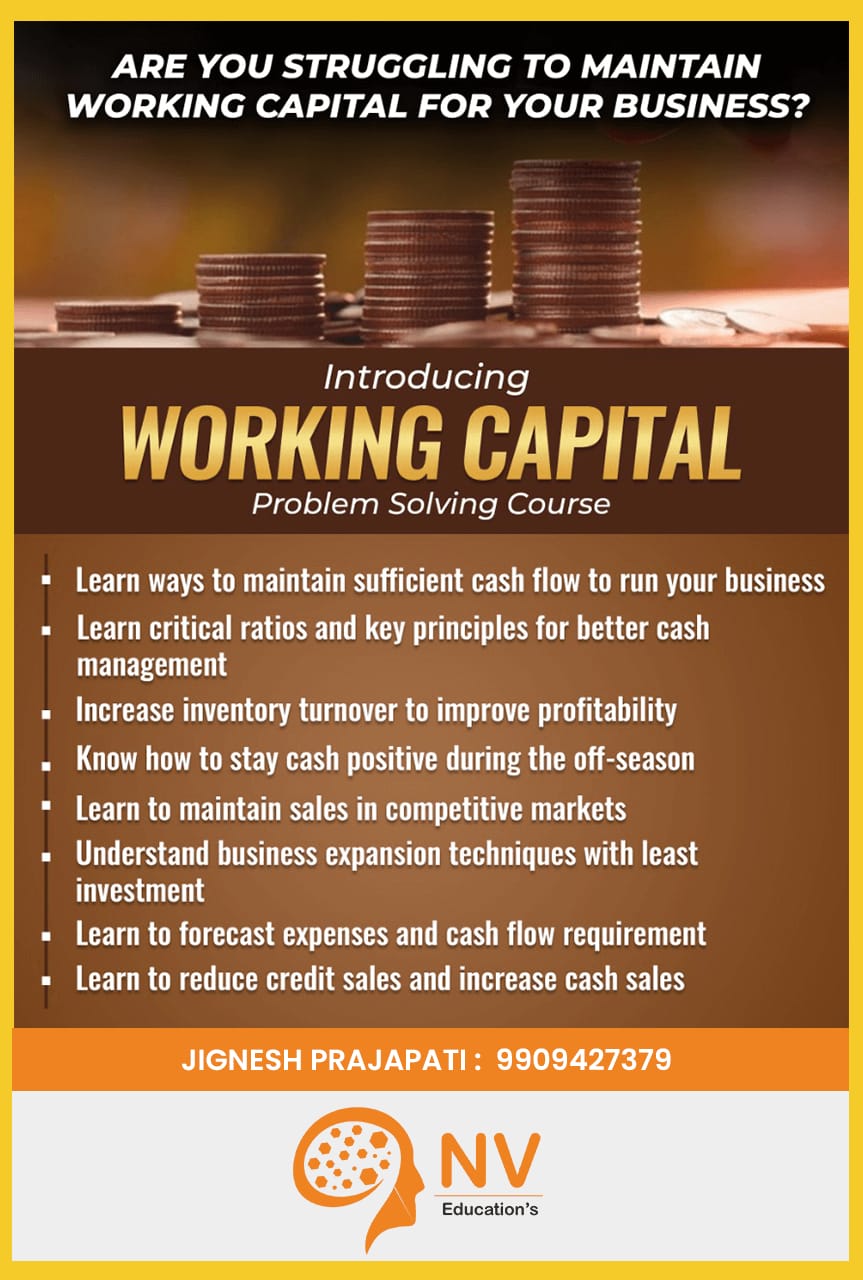 ARE YOU STRUGGLING TO MAINTAIN
WORKING CAPITAL FOR YOUR BUSINESS?
Introducing
WORKING CAPITAL
Problem Solving Course
Learn ways to maintain sufficient cash flow to run your business
Learn critical ratios and key principles for better cash
management
Increase inventory turnover to improve profitability
Know how to stay cash positive during the off-season
Learn to maintain sales in competitive markets
Understand business expansion techniques with least
investment
Learn to forecast expenses and cash flow requirement
Learn to reduce credit sales and increase cash sales
JIGNESH PRAJAPATI : 9909427379
NV
Education's